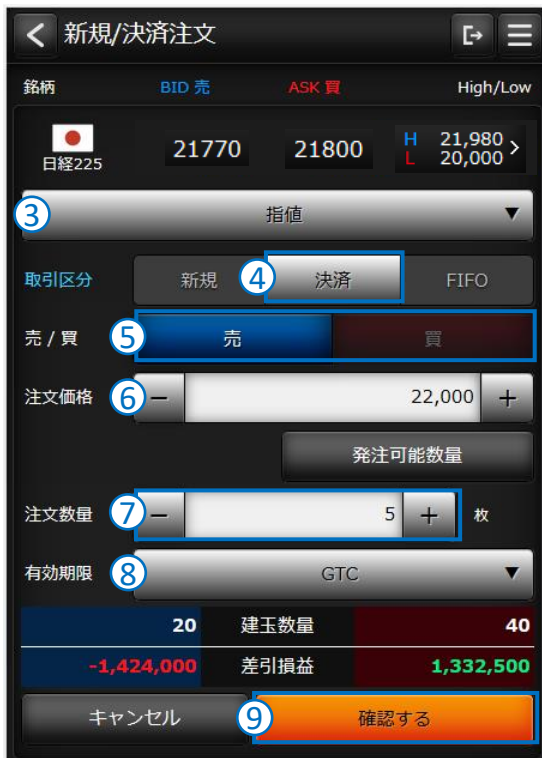 新規/決済注文
銘柄 BID 売 ASK 買 High/Low
日経225 21770 21800 H 21,980
L 20,000
③ 指値 ▼
取引区分 新規 ④ 決済 FIFO
売 / 買 ⑤ 売 買
注文価格 ⑥ − 22,000 +
発注可能数量
注文数量 ⑦ − 5 + 枚
有効期限 ⑧ GTC ▼
20 建玉数量 40
-1,424,000 差引損益 1,332,500
キャンセル ⑨ 確認する